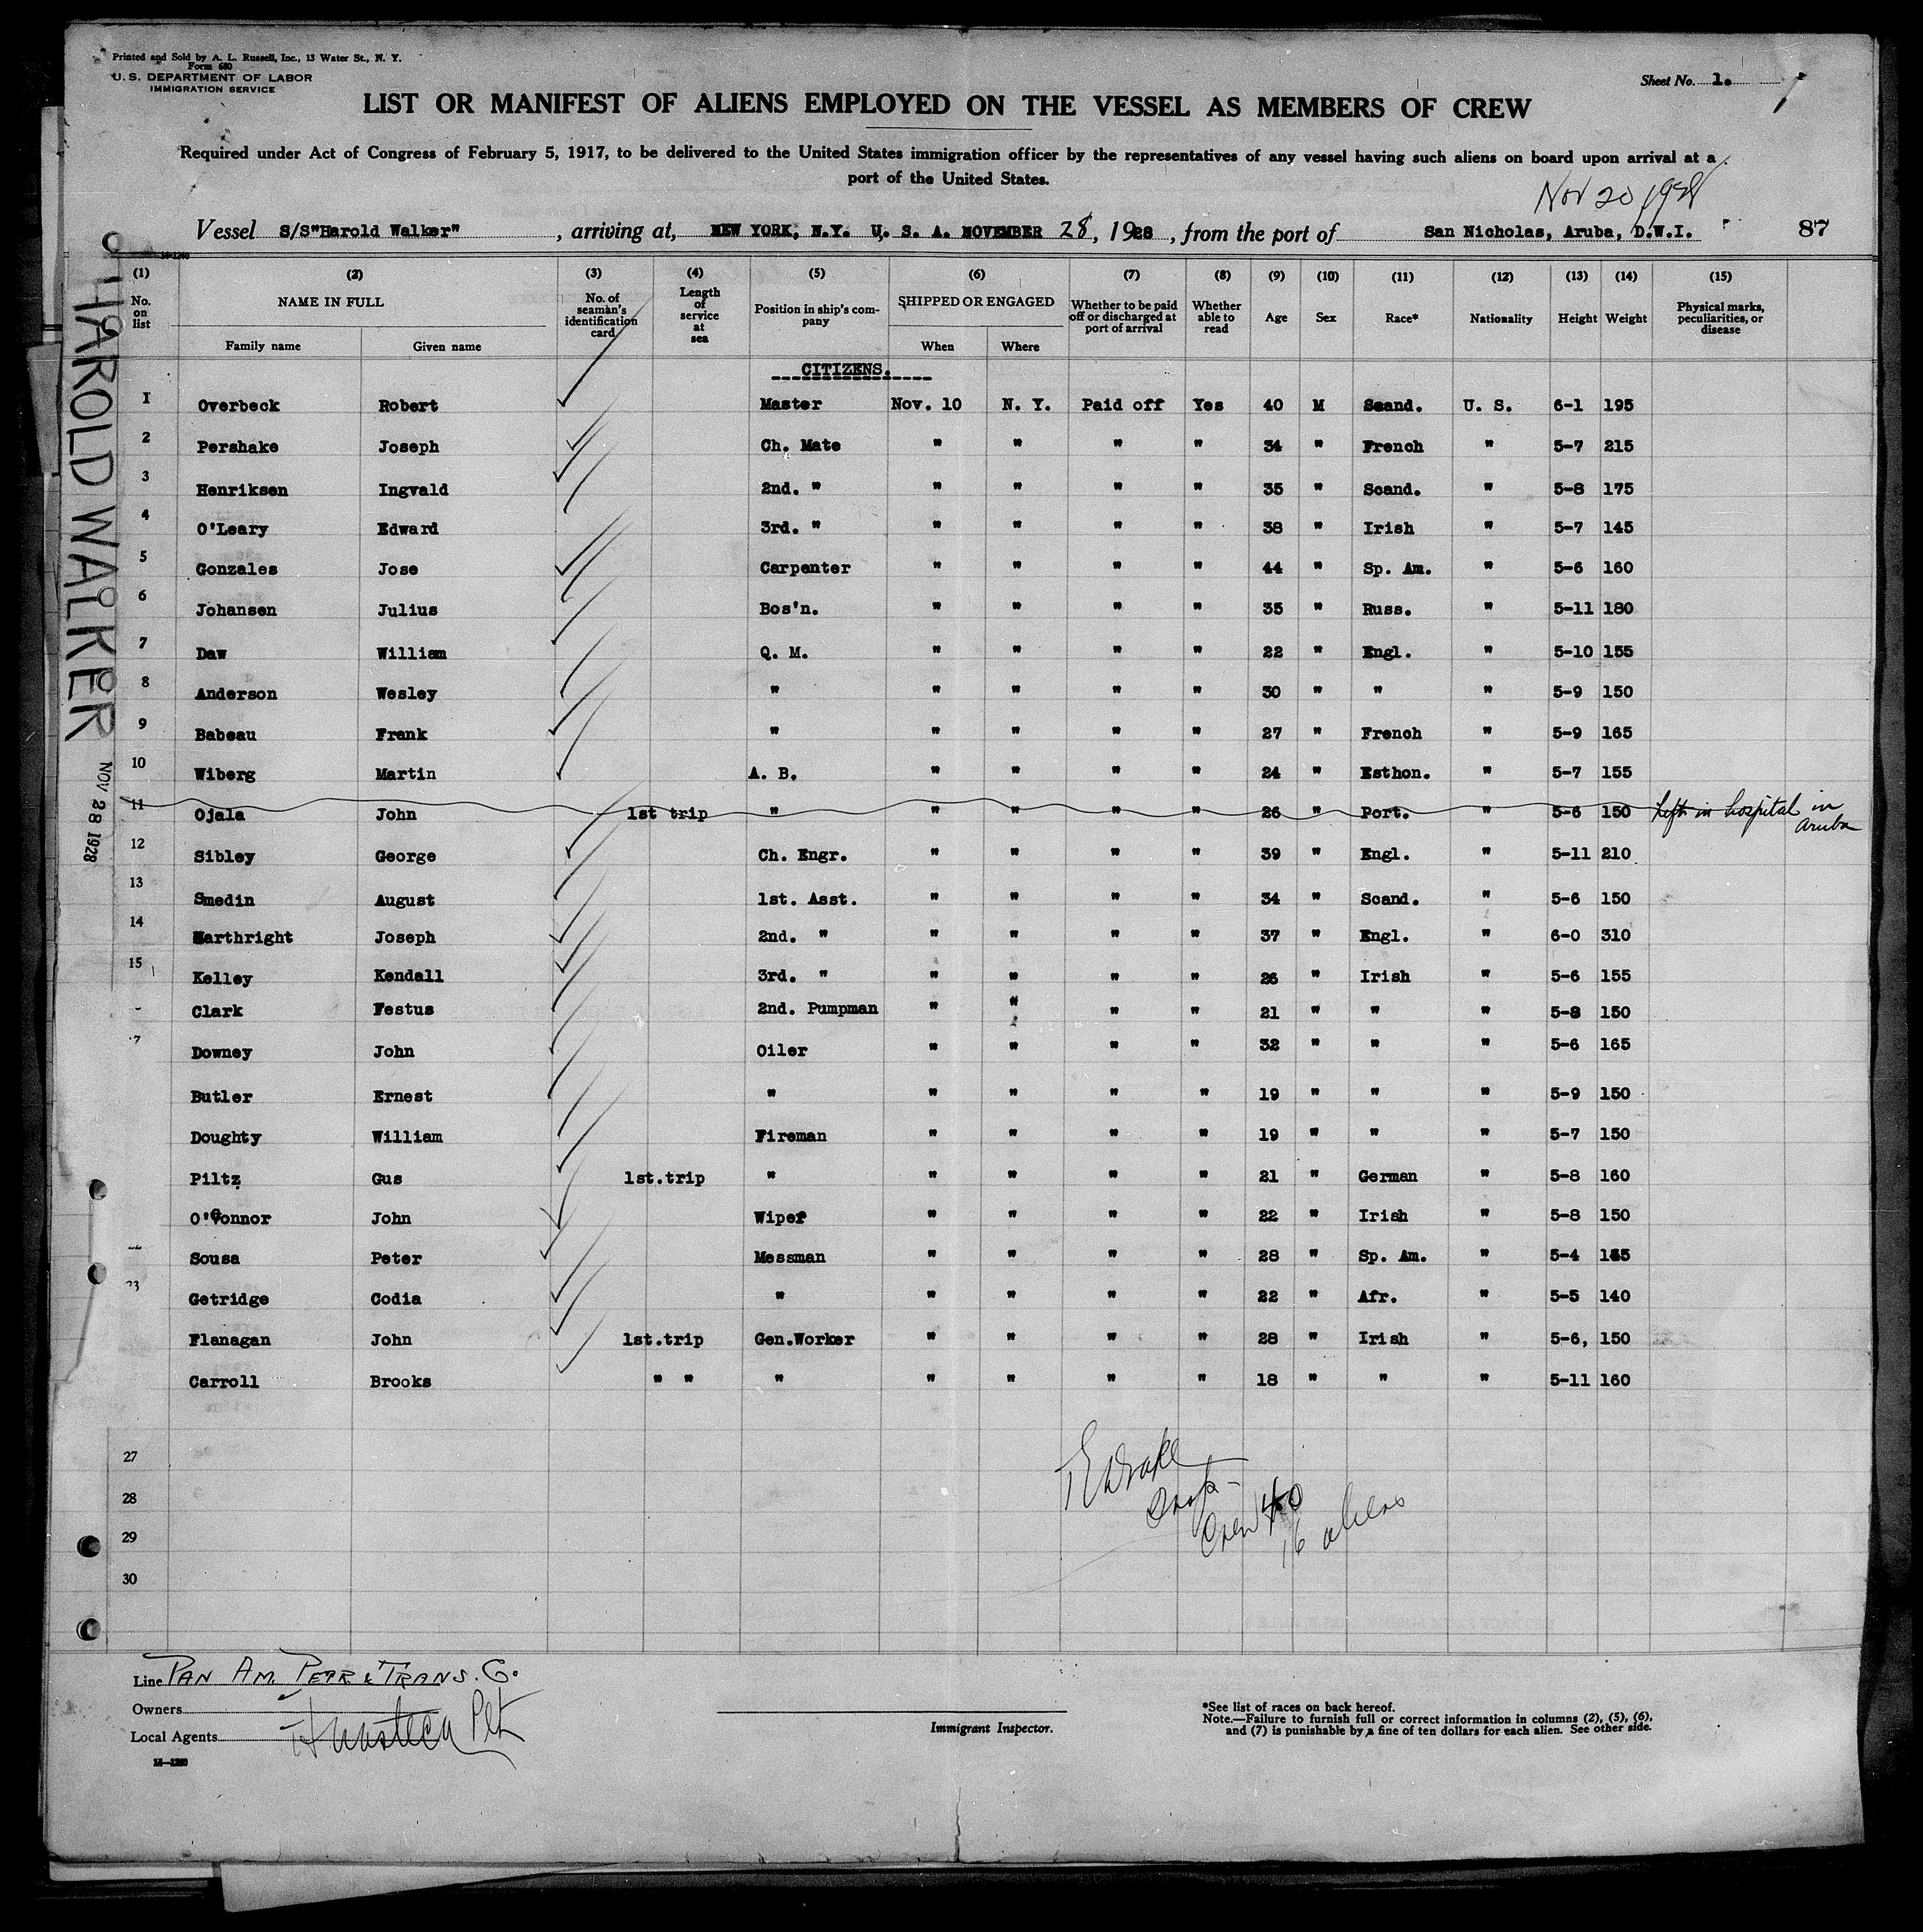 Printed and Sold by A. L. Russell, Inc., 13 Water St., N. Y.
Form 680
U. S. DEPARTMENT OF LABOR
IMMIGRATION SERVICE
Sheet No. 1.
LIST OR MANIFEST OF ALIENS EMPLOYED ON THE VESSEL AS MEMBERS OF CREW
Required under Act of Congress of February 5, 1917, to be delivered to the United States immigration officer by the representatives of any vessel having such aliens on board upon arrival at a
port of the United States.
Nov 20 1928
Vessel S/S"Harold Walker" , arriving at, NEW YORK, N.Y. U. S. A. NOVEMBER 28, 1928 , from the port of San Nicholas, Aruba, D.W.I. 87
(1) (2) (3) (4) (5) (6) (7) (8) (9) (10) (11) (12) (13) (14) (15)
No. on list NAME IN FULL Family name Given name No. of seaman's identification card Length of service at sea Position in ship's company SHIPPED OR ENGAGED When Where Whether to be paid off or discharged at port of arrival Whether able to read Age Sex Race* Nationality Height Weight Physical marks, peculiarities, or disease
CITIZENS.
1 Overbeck Robert Master Nov. 10 N. Y. Paid off Yes 40 M Scand. U. S. 6-1 195
2 Pershake Joseph Ch. Mate " " " " 34 " French " 5-7 215
3 Henriksen Ingvald 2nd. " " " " " 35 " Scand. " 5-8 175
4 O'Leary Edward 3rd. " " " " " 38 " Irish " 5-7 145
5 Gonzales Jose Carpenter " " " " 44 " Sp. Am. " 5-6 160
6 Johansen Julius Bos'n. " " " " 35 " Russ. " 5-11 180
7 Daw William Q. M. " " " " 22 " Engl. " 5-10 155
8 Anderson Wesley " " " " " 30 " " " 5-9 150
9 Babeau Frank " " " " " 27 " French " 5-9 165
10 Wiberg Martin A. B. " " " " 24 " Esthon. " 5-7 155
11 Ojala John 1st trip " " " " " 26 " Port. " 5-6 150 Left in hospital in Aruba
12 Sibley George Ch. Engr. " " " " 39 " Engl. " 5-11 210
13 Smedin August 1st. Asst. " " " " 34 " Scand. " 5-6 150
14 Harthright Joseph 2nd. " " " " " 37 " Engl. " 6-0 310
15 Kelley Kendall 3rd. " " " " " 26 " Irish " 5-6 155
Clark Festus 2nd. Pumpman " " " " 21 " " " 5-8 150
Downey John Oiler " " " " 32 " " " 5-6 165
Butler Ernest " " " " " 19 " " " 5-9 150
Doughty William Fireman " " " " 19 " " " 5-7 150
Piltz Gus 1st.trip " " " " " 21 " German " 5-8 160
O'Connor John Wiper " " " " 22 " Irish " 5-8 150
Sousa Peter Messman " " " " 28 " Sp. Am. " 5-4
Getridge Codia " " " " " 22 " Afr. " 5-5 140
Flanagan John 1st.trip Gen.Worker " " " " 28 " Irish " 5-6, 150
Carroll Brooks " " " " " " " 18 " " " 5-11 160
27
28
29
30
Crew 40
16 aliens
Line PAN AM. PETR & TRANS. Co.
Owners
Local Agents Huasteca Pet
Immigrant Inspector.
*See list of races on back hereof.
Note.—Failure to furnish full or correct information in columns (2), (5), (6),
and (7) is punishable by a fine of ten dollars for each alien. See other side.
14—1240
HAROLD WALKER
NOV 28 1928